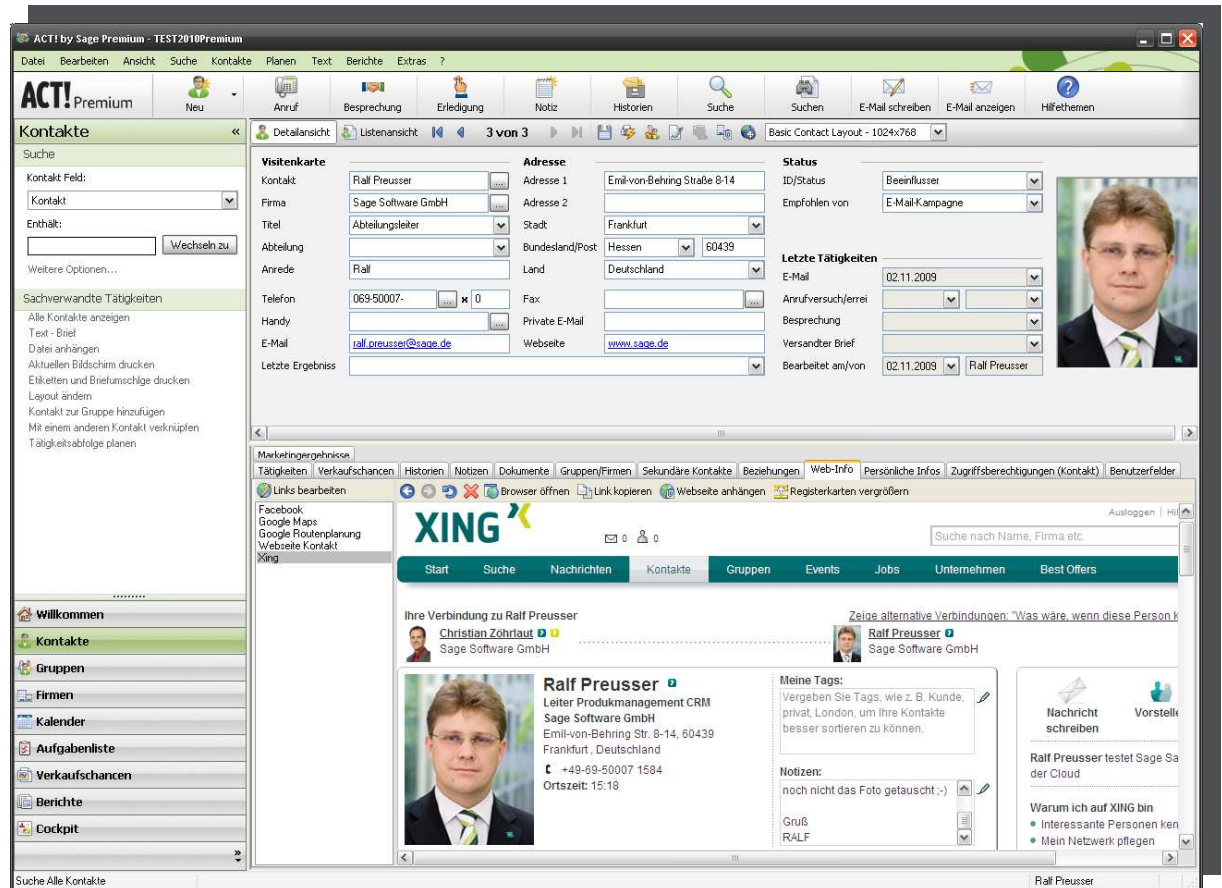 ACT! by Sage Premium - TEST2010Premium
Datei Bearbeiten Ansicht Suche Kontakte Planen Text Berichte Extras ?
ACT! Premium
Neu Anruf Besprechung Erledigung Notiz Historien Suche Suchen E-Mail schreiben E-Mail anzeigen Hilfethemen
Kontakte «
Suche
Kontakt Feld:
Kontakt
Enthält:
Wechseln zu
Weitere Optionen...
Sachverwandte Tätigkeiten
Alle Kontakte anzeigen
Text - Brief
Datei anhängen
Aktuellen Bildschirm drucken
Etiketten und Briefumschlge drucken
Layout ändern
Kontakt zur Gruppe hinzufügen
Mit einem anderen Kontakt verknüpfen
Tätigkeitsabfolge planen
Willkommen
Kontakte
Gruppen
Firmen
Kalender
Aufgabenliste
Verkaufschancen
Berichte
Cockpit
Detailansicht Listenansicht 3 von 3 Basic Contact Layout - 1024x768
Visitenkarte
Kontakt Ralf Preusser ...
Firma Sage Software GmbH ...
Titel Abteilungsleiter
Abteilung
Anrede Ralf
Telefon 069-50007- ... x 0
Handy ...
E-Mail ralf.preusser@sage.de
Letzte Ergebniss
Adresse
Adresse 1 Emil-von-Behring Straße 8-14
Adresse 2
Stadt Frankfurt
Bundesland/Post Hessen 60439
Land Deutschland
Fax ...
Private E-Mail
Webseite www.sage.de
Status
ID/Status Beeinflusser
Empfohlen von E-Mail-Kampagne
Letzte Tätigkeiten
E-Mail 02.11.2009
Anrufversuch/errei
Besprechung
Versandter Brief
Bearbeitet am/von 02.11.2009 Ralf Preusser
Marketingergebnisse
Tätigkeiten Verkaufschancen Historien Notizen Dokumente Gruppen/Firmen Sekundäre Kontakte Beziehungen Web-Info Persönliche Infos Zugriffsberechtigungen (Kontakt) Benutzerfelder
Links bearbeiten
Browser öffnen Link kopieren Webseite anhängen Registerkarten vergrößern
Facebook
Google Maps
Google Routenplanung
Webseite Kontakt
Xing
XING
0 0
Ausloggen | Hil
Suche nach Name, Firma etc.
Start Suche Nachrichten Kontakte Gruppen Events Jobs Unternehmen Best Offers
Ihre Verbindung zu Ralf Preusser
Zeige alternative Verbindungen: "Was wäre, wenn diese Person k
Christian Zöhrlaut
Sage Software GmbH
Ralf Preusser
Sage Software GmbH
Ralf Preusser
Leiter Produkmanagement CRM
Sage Software GmbH
Emil-von-Behring Str. 8-14, 60439
Frankfurt , Deutschland
+49-69-50007 1584
Ortszeit: 15:18
Meine Tags:
Vergeben Sie Tags, wie z. B. Kunde,
privat, London, um Ihre Kontakte
besser sortieren zu können.
Notizen:
noch nicht das Foto getauscht ;-)
Gruß
RALF
Nachricht
schreiben
Vorstelle
Ralf Preusser testet Sage Sa
der Cloud
Warum ich auf XING bin
Interessante Personen ken
Mein Netzwerk pflegen
Suche Alle Kontakte
Ralf Preusser